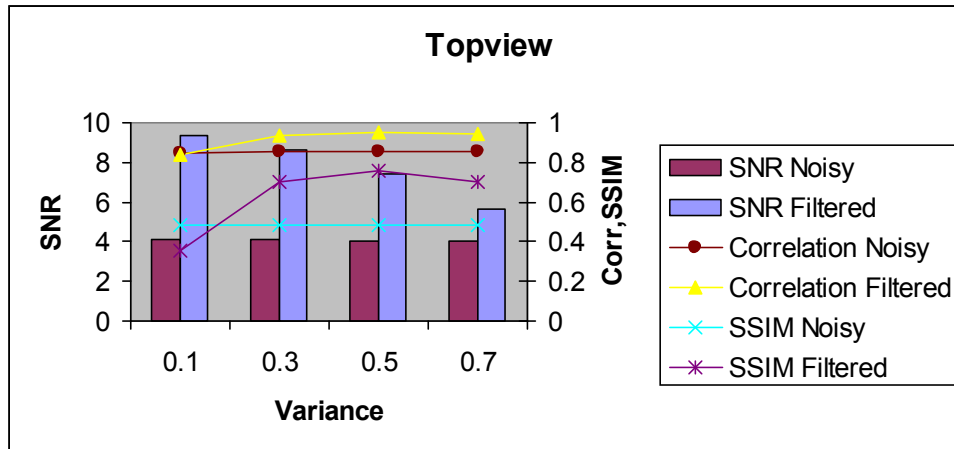 Topview
SNR
10
8
6
4
2
0
1
0.8
0.6
0.4
0.2
0
Corr,SSIM
0.1 0.3 0.5 0.7
Variance
SNR Noisy
SNR Filtered
Correlation Noisy
Correlation Filtered
SSIM Noisy
SSIM Filtered